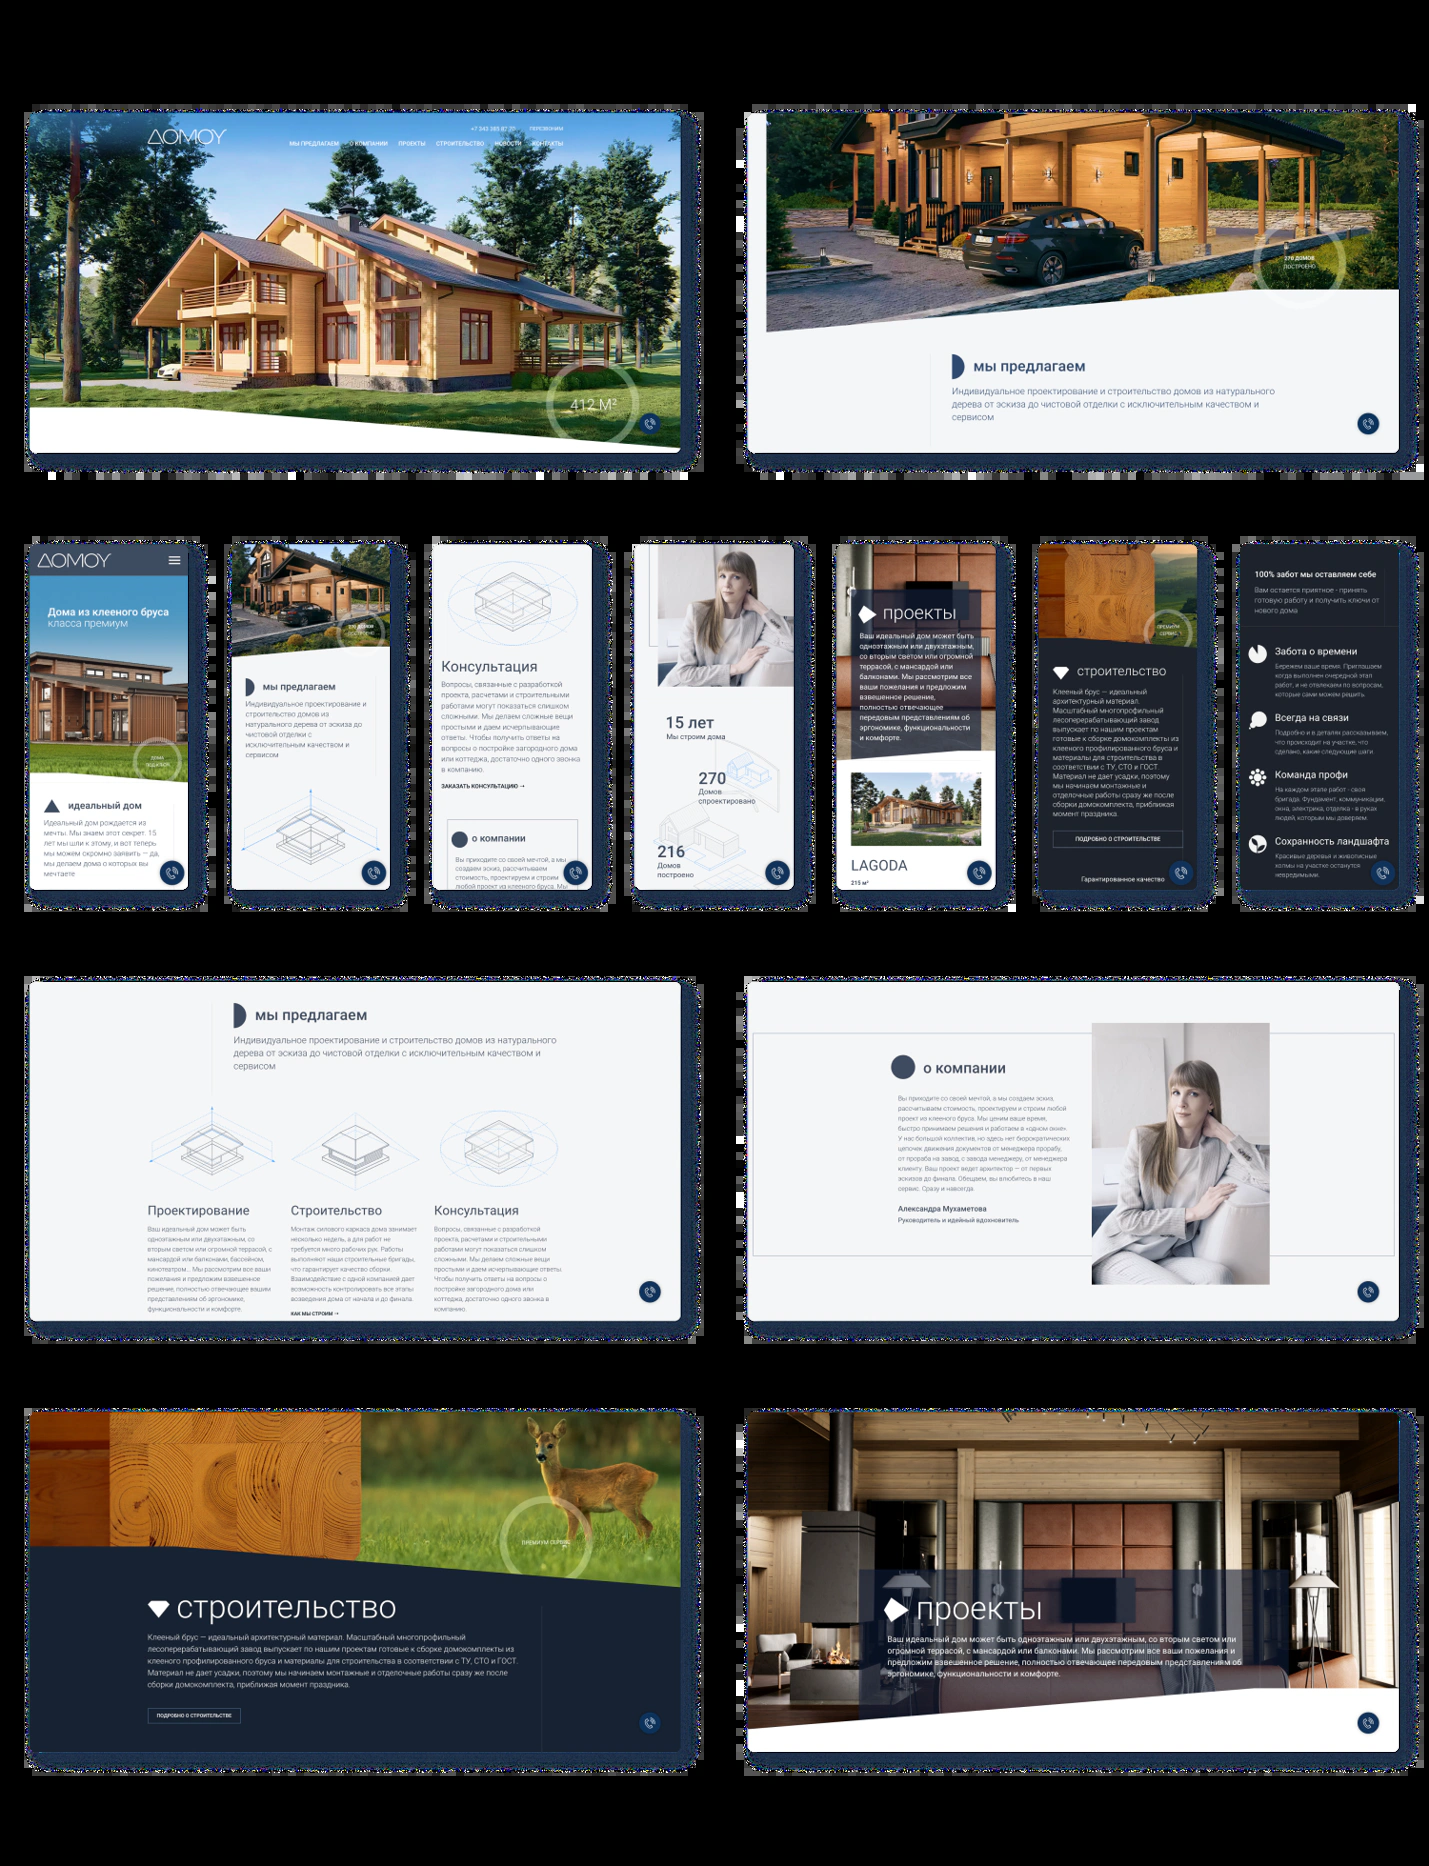 ДОМОУ
+7 343 385 87 70 ПЕРЕЗВОНИМ
МЫ ПРЕДЛАГАЕМ О КОМПАНИИ ПРОЕКТЫ СТРОИТЕЛЬСТВО НОВОСТИ КОНТАКТЫ
412 М²
270 ДОМОВ
ПОСТРОЕНО
мы предлагаем
Индивидуальное проектирование и строительство домов из натурального
дерева от эскиза до чистовой отделки с исключительным качеством и
сервисом
ДОМОУ
Дома из клееного бруса
класса премиум
идеальный дом
Идеальный дом рождается из
мечты. Мы знаем этот секрет. 15
лет мы шли к этому, и вот теперь
мы можем скромно заявить — да,
мы делаем дома о которых вы
мечтаете
270 ДОМОВ
ПОСТРОЕНО
мы предлагаем
Индивидуальное проектирование и
строительство домов из
натурального дерева от эскиза до
чистовой отделки с
исключительным качеством и
сервисом
Консультация
Вопросы, связанные с разработкой
проекта, расчетами и строительными
работами могут показаться слишком
сложными. Мы делаем сложные вещи
простыми и даем исчерпывающие
ответы. Чтобы получить ответы на
вопросы о постройке загородного дома
или коттеджа, достаточно одного звонка
в компанию.
ЗАКАЗАТЬ КОНСУЛЬТАЦИЮ →
о компании
Вы приходите со своей мечтой, а мы
создаем эскиз, рассчитываем
стоимость, проектируем и строим
любой проект из клееного бруса. Мы
15 лет
Мы строим дома
270
Домов
спроектировано
216
Домов
построено
проекты
Ваш идеальный дом может быть
одноэтажным или двухэтажным,
со вторым светом или огромной
террасой, с мансардой или
балконами. Мы рассмотрим все
ваши пожелания и предложим
взвешенное решение,
полностью отвечающее
передовым представлениям об
эргономике, функциональности
и комфорте.
LAGODA
215 м²
ПРЕМИУМ
СЕРВИС
строительство
Клееный брус — идеальный
архитектурный материал.
Масштабный многопрофильный
лесоперерабатывающий завод
выпускает по нашим проектам
готовые к сборке домокомплекты из
клееного профилированного бруса и
материалы для строительства в
соответствии с ТУ, СТО и ГОСТ.
Материал не дает усадки, поэтому
мы начинаем монтажные и
отделочные работы сразу же после
сборки домокомплекта, приближая
момент праздника.
ПОДРОБНО О СТРОИТЕЛЬСТВЕ
Гарантированное качество
100% забот мы оставляем себе
Вам остается приятное - принять
готовую работу и получить ключи от
нового дома
Забота о времени
Бережем ваше время. Приглашаем
когда выполнен очередной этап
работ, и не отвлекаем по вопросам,
которые сами можем решить.
Всегда на связи
Подробно и в деталях рассказываем,
что происходит на участке, что
сделано, какие следующие шаги.
Команда профи
На каждом этапе работ - своя
бригада. Фундамент, коммуникации,
окна, электрика, отделка - в руках
людей, которым мы доверяем.
Сохранность ландшафта
Красивые деревья и живописные
холмы на участке останутся
невредимыми.
мы предлагаем
Индивидуальное проектирование и строительство домов из натурального
дерева от эскиза до чистовой отделки с исключительным качеством и
сервисом
Проектирование
Ваш идеальный дом может быть
одноэтажным или двухэтажным, со
вторым светом или огромной террасой, с
мансардой или балконами, бассейном,
кинотеатром... Мы рассмотрим все ваши
пожелания и предложим взвешенное
решение, полностью отвечающее вашим
представлениям об эргономике,
функциональности и комфорте.
Строительство
Монтаж силового каркаса дома занимает
несколько недель, а для работ не
требуется много рабочих рук. Работы
выполняют наши строительные бригады,
что гарантирует качество сборки.
Взаимодействие с одной компанией дает
возможность контролировать все этапы
возведения дома от начала и до финала.
КАК МЫ СТРОИМ →
Консультация
Вопросы, связанные с разработкой
проекта, расчетами и строительными
работами могут показаться слишком
сложными. Мы делаем сложные вещи
простыми и даем исчерпывающие ответы.
Чтобы получить ответы на вопросы о
постройке загородного дома или
коттеджа, достаточно одного звонка в
компанию.
о компании
Вы приходите со своей мечтой, а мы создаем эскиз,
рассчитываем стоимость, проектируем и строим любой
проект из клееного бруса. Мы ценим ваше время,
быстро принимаем решения и работаем в «одном окне».
У нас большой коллектив, но здесь нет бюрократических
цепочек движения документов от менеджера прорабу,
от прораба на завод, с завода менеджеру, от менеджера
клиенту. Ваш проект ведет архитектор — от первых
эскизов до финала. Обещаем, вы влюбитесь в наш
сервис. Сразу и навсегда.
Александра Мухаметова
Руководитель и идейный вдохновитель
ПРЕМИУМ СЕРВИС
строительство
Клееный брус — идеальный архитектурный материал. Масштабный многопрофильный
лесоперерабатывающий завод выпускает по нашим проектам готовые к сборке домокомплекты из
клееного профилированного бруса и материалы для строительства в соответствии с ТУ, СТО и ГОСТ.
Материал не дает усадки, поэтому мы начинаем монтажные и отделочные работы сразу же после
сборки домокомплекта, приближая момент праздника.
ПОДРОБНО О СТРОИТЕЛЬСТВЕ
проекты
Ваш идеальный дом может быть одноэтажным или двухэтажным, со вторым светом или
огромной террасой, с мансардой или балконами. Мы рассмотрим все ваши пожелания и
предложим взвешенное решение, полностью отвечающее передовым представлениям об
эргономике, функциональности и комфорте.